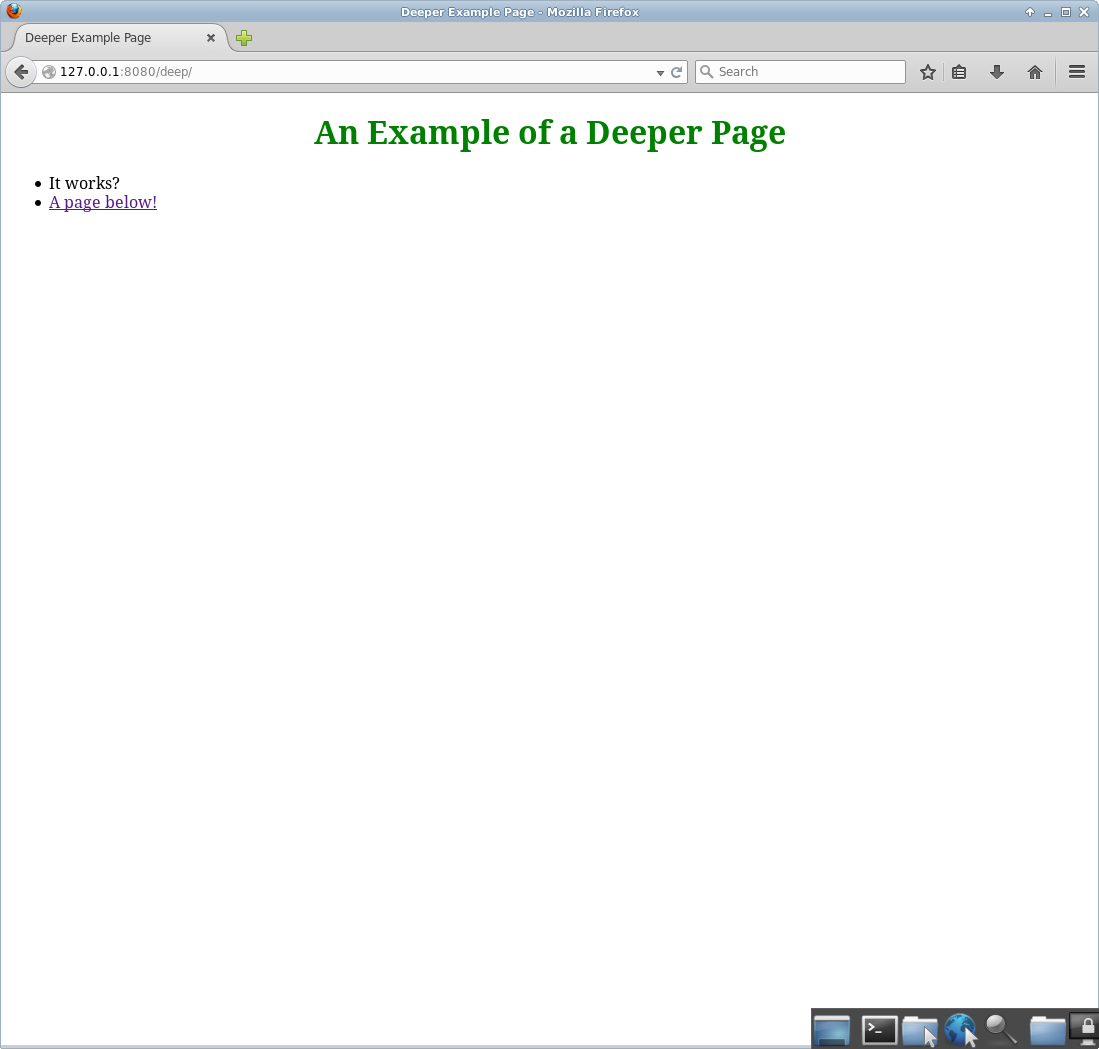 Deeper Example Page - Mozilla Firefox
Deeper Example Page
127.0.0.1:8080/deep/
Search
An Example of a Deeper Page
It works?
A page below!
>_